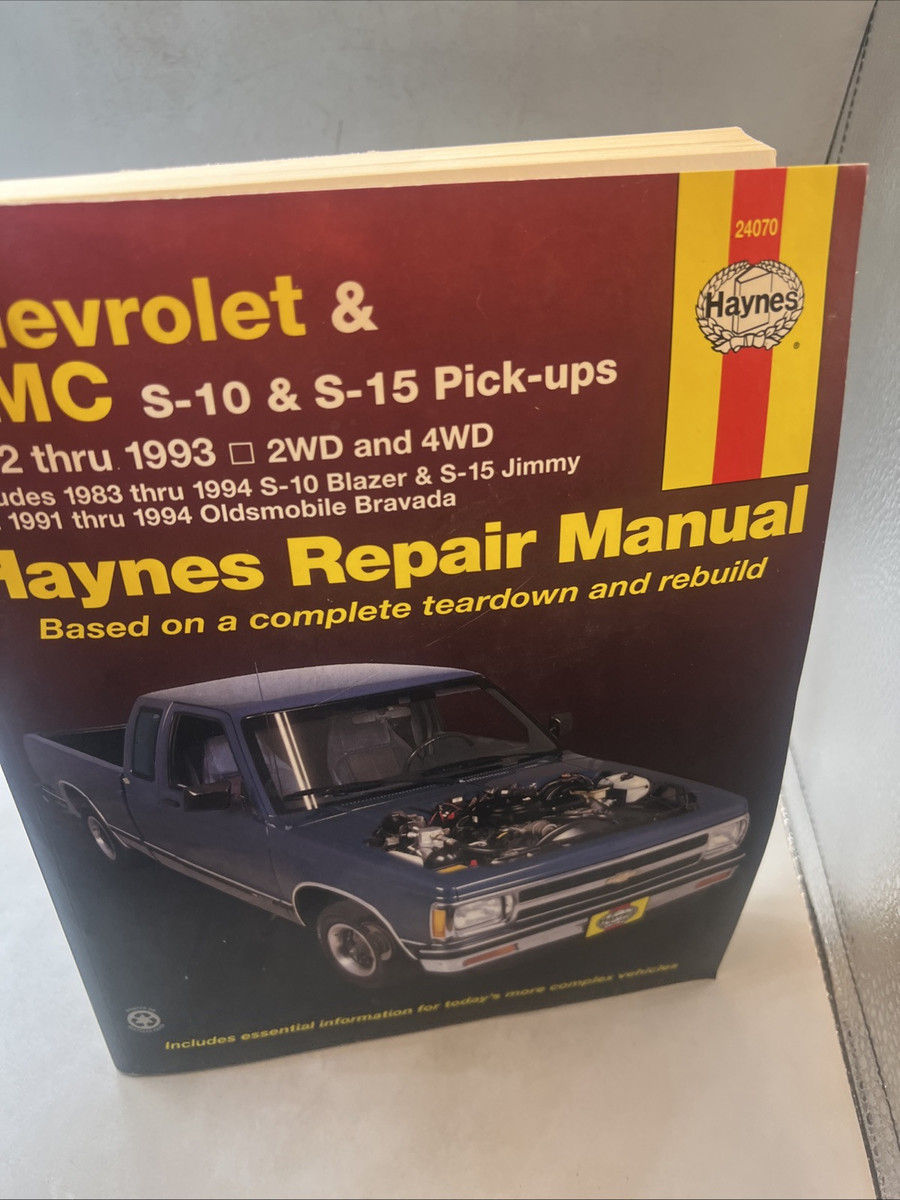 24070
Haynes
hevrolet &
MC S-10 & S-15 Pick-ups
2 thru 1993 □ 2WD and 4WD
udes 1983 thru 1994 S-10 Blazer & S-15 Jimmy
1991 thru 1994 Oldsmobile Bravada
Haynes Repair Manual
Based on a complete teardown and rebuild
Includes essential information for today's more complex vehicles